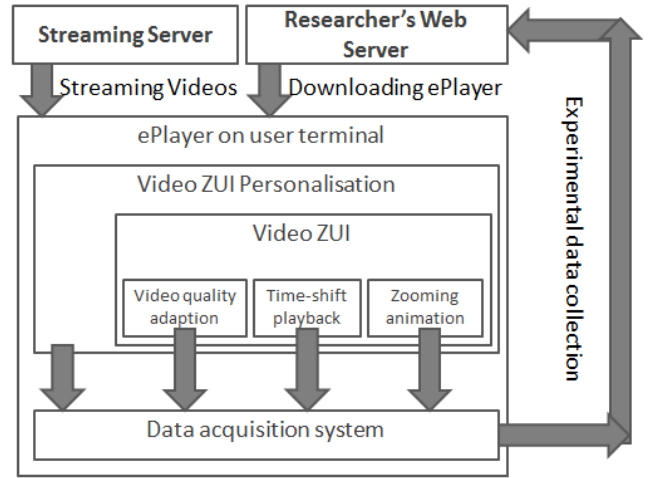 Streaming Server
Researcher's Web
Server
Streaming Videos
Downloading ePlayer
ePlayer on user terminal
Video ZUI Personalisation
Video ZUI
Video quality
adaption
Time-shift
playback
Zooming
animation
Data acquisition system
Experimental data collection